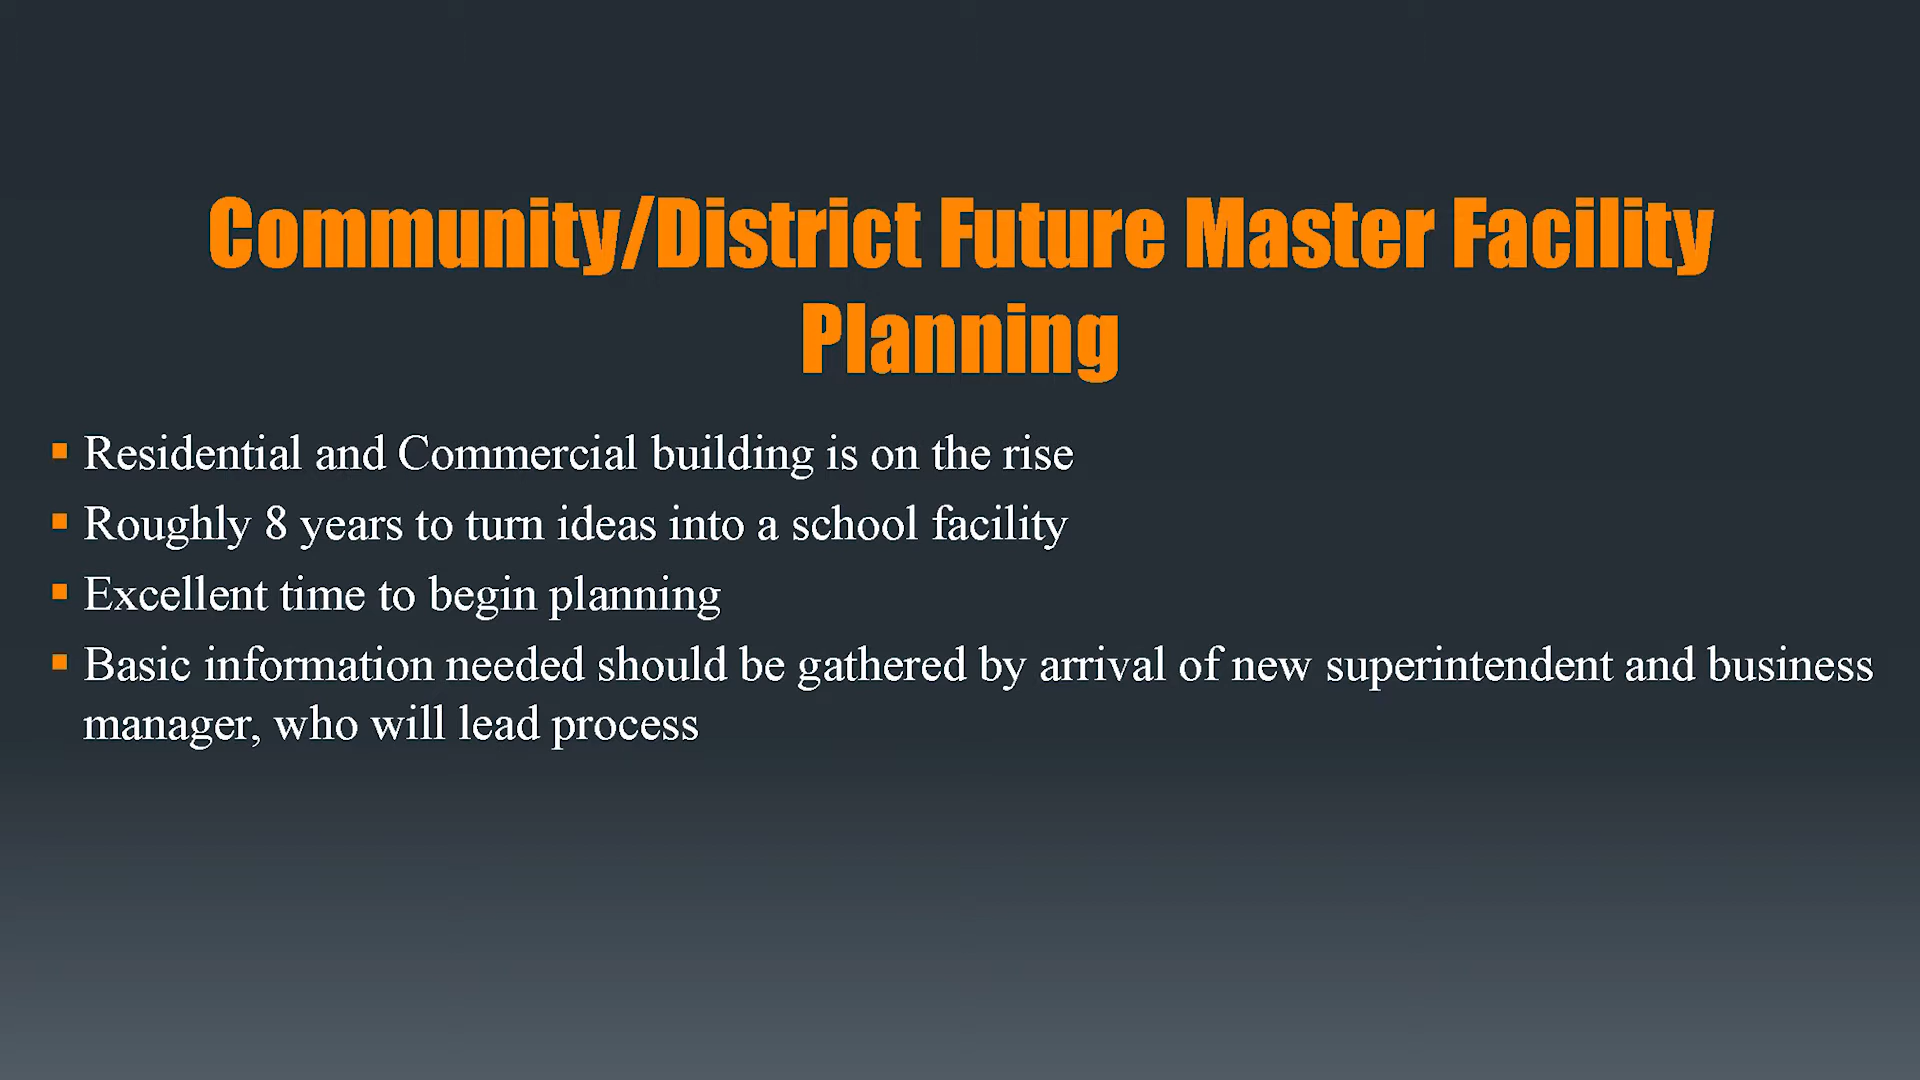 Community/District Future Master Facility
Planning
▪ Residential and Commercial building is on the rise
▪ Roughly 8 years to turn ideas into a school facility
▪ Excellent time to begin planning
▪ Basic information needed should be gathered by arrival of new superintendent and business
manager, who will lead process